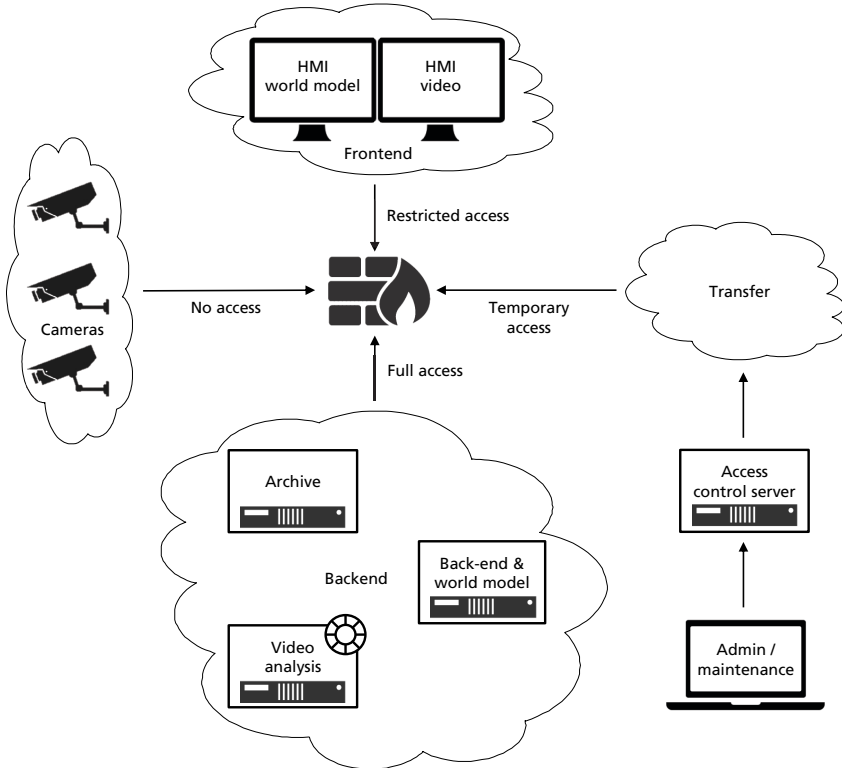 HMI
world model
HMI
video
Frontend
Restricted access
Cameras
No access
Temporary
access
Transfer
Full access
Archive
Backend
Back-end &
world model
Video
analysis
Access
control server
Admin /
maintenance